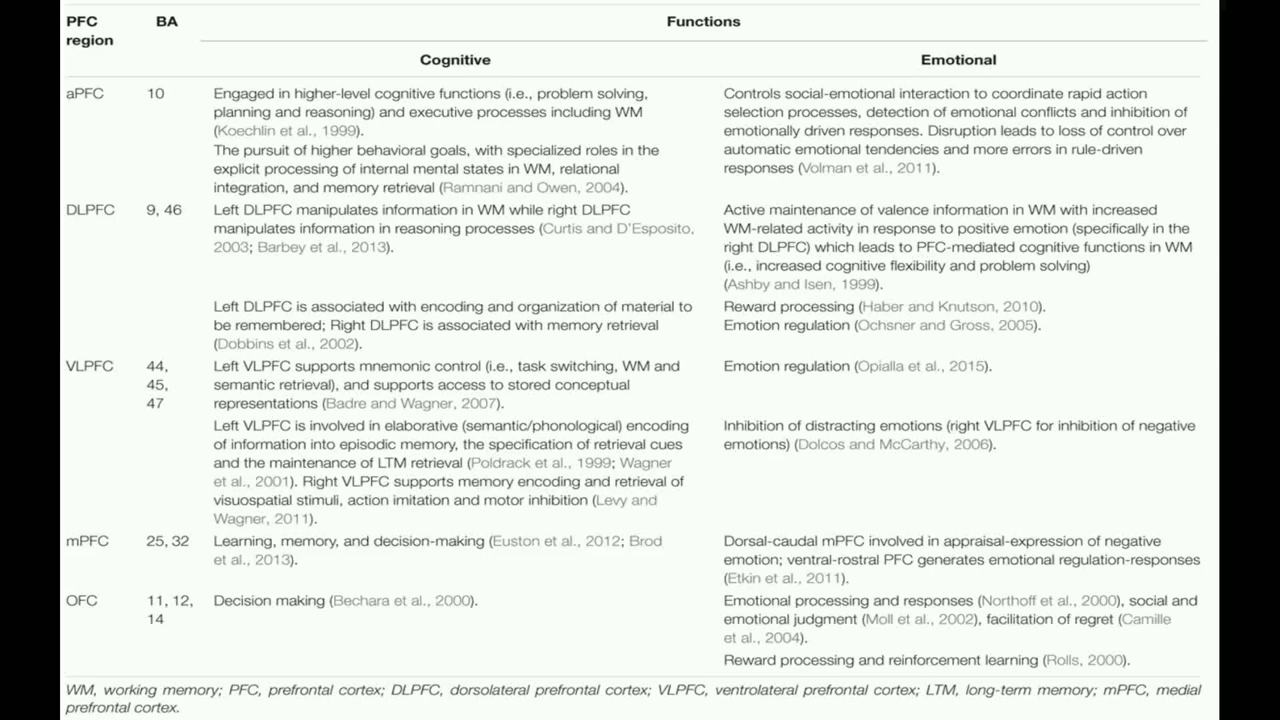 PFC region BA Functions
Cognitive Emotional
aPFC 10 Engaged in higher-level cognitive functions (i.e., problem solving,
planning and reasoning) and executive processes including WM
(Koechlin et al., 1999).
The pursuit of higher behavioral goals, with specialized roles in the
explicit processing of internal mental states in WM, relational
integration, and memory retrieval (Ramnani and Owen, 2004).
Controls social-emotional interaction to coordinate rapid action
selection processes, detection of emotional conflicts and inhibition of
emotionally driven responses. Disruption leads to loss of control over
automatic emotional tendencies and more errors in rule-driven
responses (Volman et al., 2011).
DLPFC 9, 46 Left DLPFC manipulates information in WM while right DLPFC
manipulates information in reasoning processes (Curtis and D'Esposito,
2003; Barbey et al., 2013).
Active maintenance of valence information in WM with increased
WM-related activity in response to positive emotion (specifically in the
right DLPFC) which leads to PFC-mediated cognitive functions in WM
(i.e., increased cognitive flexibility and problem solving)
(Ashby and Isen, 1999).
Left DLPFC is associated with encoding and organization of material to
be remembered; Right DLPFC is associated with memory retrieval
(Dobbins et al., 2002).
Reward processing (Haber and Knutson, 2010).
Emotion regulation (Ochsner and Gross, 2005).
VLPFC 44, 45, 47 Left VLPFC supports mnemonic control (i.e., task switching, WM and
semantic retrieval), and supports access to stored conceptual
representations (Badre and Wagner, 2007).
Emotion regulation (Opialla et al., 2015).
Left VLPFC is involved in elaborative (semantic/phonological) encoding
of information into episodic memory, the specification of retrieval cues
and the maintenance of LTM retrieval (Poldrack et al., 1999; Wagner
et al., 2001). Right VLPFC supports memory encoding and retrieval of
visuospatial stimuli, action imitation and motor inhibition (Levy and
Wagner, 2011).
Inhibition of distracting emotions (right VLPFC for inhibition of negative
emotions) (Dolcos and McCarthy, 2006).
mPFC 25, 32 Learning, memory, and decision-making (Euston et al., 2012; Brod
et al., 2013).
Dorsal-caudal mPFC involved in appraisal-expression of negative
emotion; ventral-rostral PFC generates emotional regulation-responses
(Etkin et al., 2011).
OFC 11, 12, 14 Decision making (Bechara et al., 2000).
Emotional processing and responses (Northoff et al., 2000), social and
emotional judgment (Moll et al., 2002), facilitation of regret (Camille
et al., 2004).
Reward processing and reinforcement learning (Rolls, 2000).
WM, working memory; PFC, prefrontal cortex; DLPFC, dorsolateral prefrontal cortex; VLPFC, ventrolateral prefrontal cortex; LTM, long-term memory; mPFC, medial
prefrontal cortex.